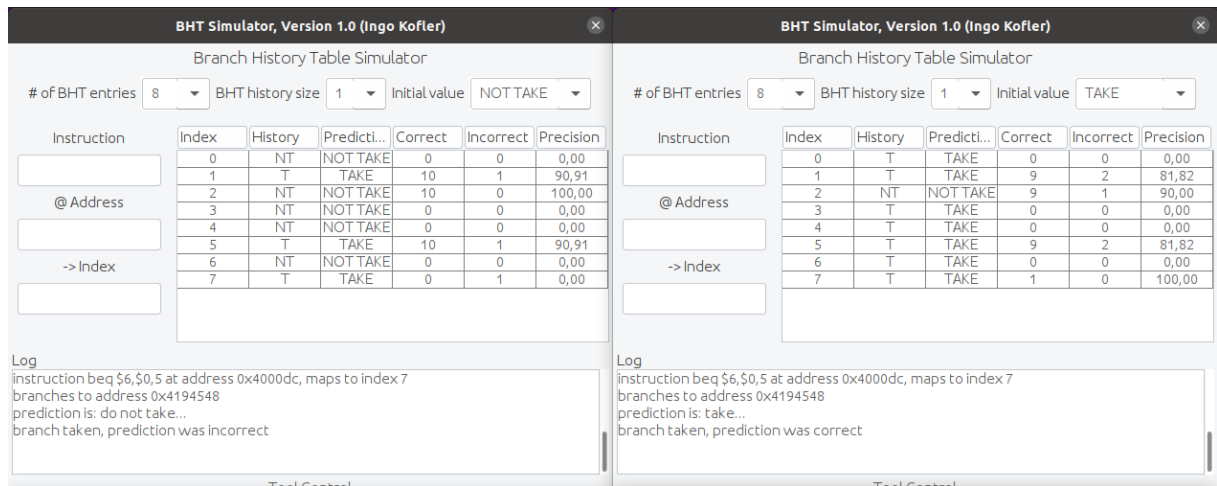 BHT Simulator, Version 1.0 (Ingo Kofler)
Branch History Table Simulator
# of BHT entries 8 BHT history size 1 Initial value NOT TAKE
Instruction
@ Address
-> Index
Index History Predicti... Correct Incorrect Precision
0 NT NOT TAKE 0 0 0,00
1 T TAKE 10 1 90,91
2 NT NOT TAKE 10 0 100,00
3 NT NOT TAKE 0 0 0,00
4 NT NOT TAKE 0 0 0,00
5 T TAKE 10 1 90,91
6 NT NOT TAKE 0 0 0,00
7 T TAKE 0 1 0,00
Log
instruction beq $6,$0,5 at address 0x4000dc, maps to index 7
branches to address 0x4194548
prediction is: do not take...
branch taken, prediction was incorrect
Tool Control
BHT Simulator, Version 1.0 (Ingo Kofler)
Branch History Table Simulator
# of BHT entries 8 BHT history size 1 Initial value TAKE
Instruction
@ Address
-> Index
Index History Predicti... Correct Incorrect Precision
0 T TAKE 0 0 0,00
1 T TAKE 9 2 81,82
2 NT NOT TAKE 9 1 90,00
3 T TAKE 0 0 0,00
4 T TAKE 0 0 0,00
5 T TAKE 9 2 81,82
6 T TAKE 0 0 0,00
7 T TAKE 1 0 100,00
Log
instruction beq $6,$0,5 at address 0x4000dc, maps to index 7
branches to address 0x4194548
prediction is: take...
branch taken, prediction was correct
Tool Control